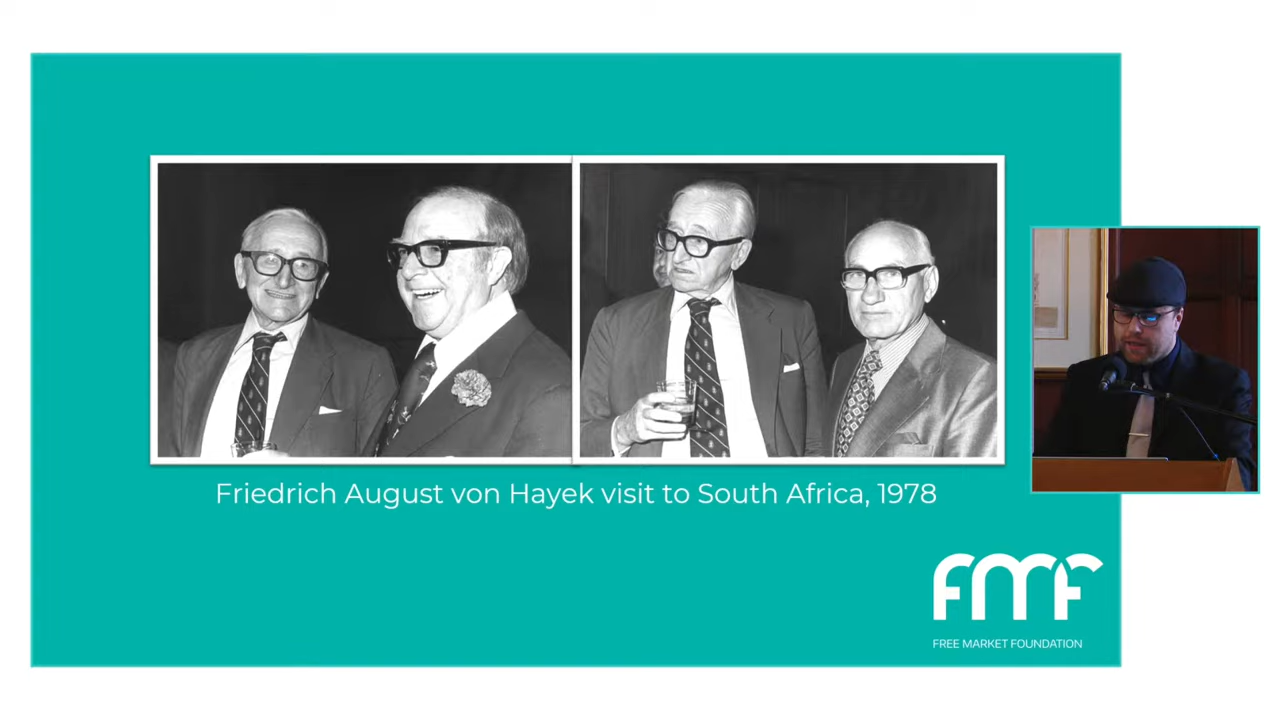 Friedrich August von Hayek visit to South Africa, 1978
FMF
FREE MARKET FOUNDATION